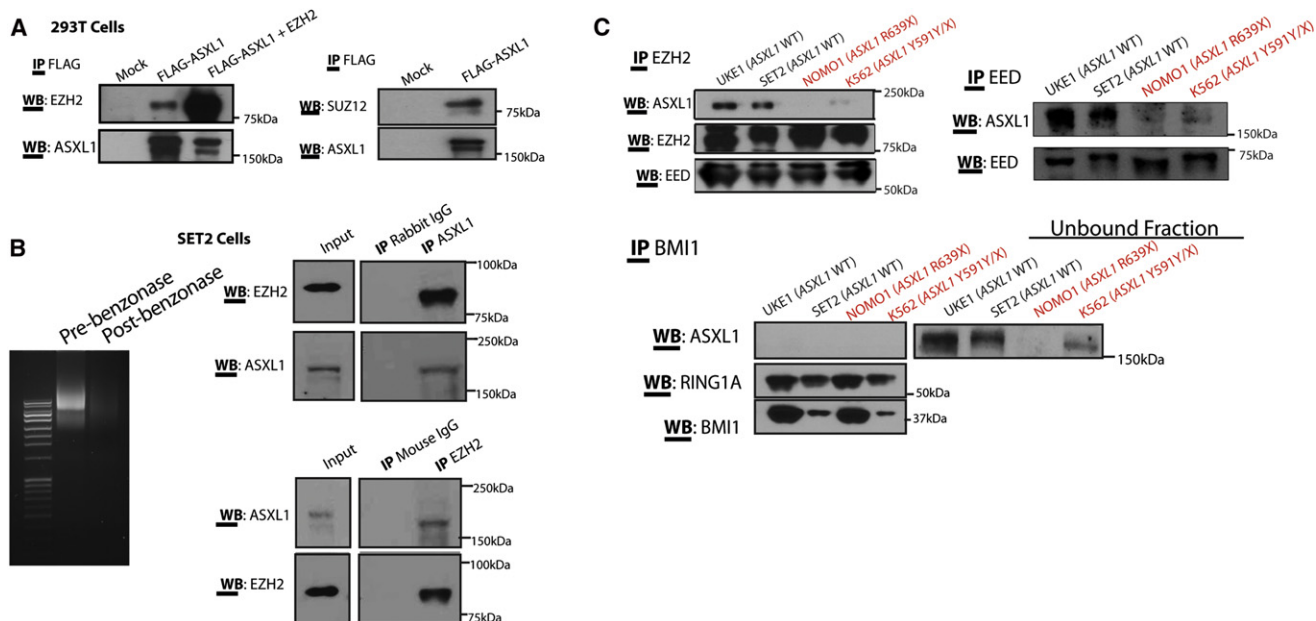 A
293T Cells
IP FLAG
Mock
FLAG-ASXL1
FLAG-ASXL1 + EZH2
WB: EZH2
75kDa
WB: ASXL1
150kDa
IP FLAG
Mock
FLAG-ASXL1
WB: SUZ12
75kDa
WB: ASXL1
150kDa
B
SET2 Cells
Pre-benzonase
Post-benzonase
Input
IP Rabbit IgG
IP ASXL1
100kDa
WB: EZH2
75kDa
250kDa
WB: ASXL1
150kDa
Input
IP Mouse IgG
IP EZH2
250kDa
WB: ASXL1
150kDa
100kDa
WB: EZH2
75kDa
C
IP EZH2
UKE1 (ASXL1 WT)
SET2 (ASXL1 WT)
NOMO1 (ASXL1 R639X)
K562 (ASXL1 Y591Y/X)
250kDa
WB: ASXL1
WB: EZH2
75kDa
WB: EED
50kDa
IP EED
UKE1 (ASXL1 WT)
SET2 (ASXL1 WT)
NOMO1 (ASXL1 R639X)
K562 (ASXL1 Y591Y/X)
WB: ASXL1
150kDa
75kDa
WB: EED
IP BMI1
Unbound Fraction
UKE1 (ASXL1 WT)
SET2 (ASXL1 WT)
NOMO1 (ASXL1 R639X)
K562 (ASXL1 Y591Y/X)
UKE1 (ASXL1 WT)
SET2 (ASXL1 WT)
NOMO1 (ASXL1 R639X)
K562 (ASXL1 Y591Y/X)
WB: ASXL1
150kDa
WB: RING1A
50kDa
37kDa
WB: BMI1